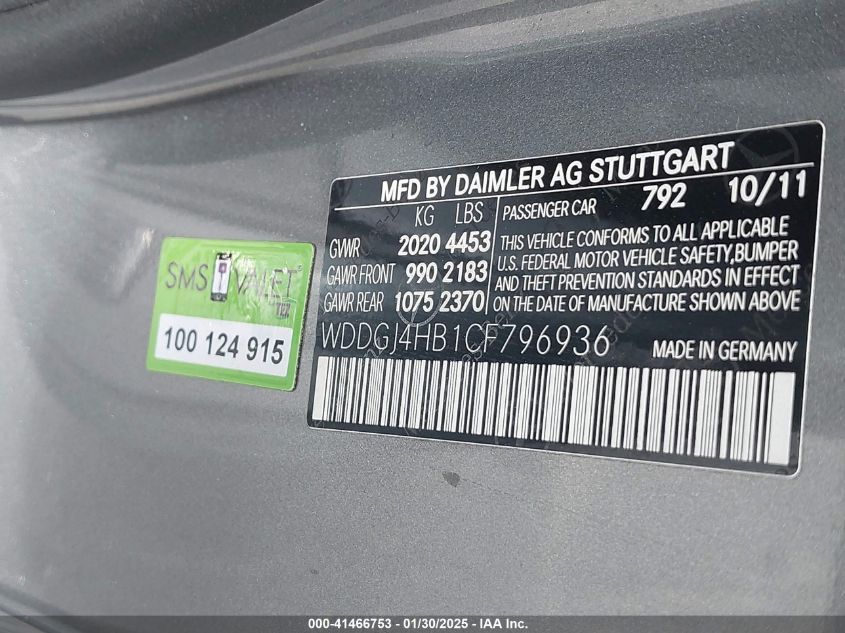 MFD BY DAIMLER AG STUTTGART
KG LBS
GVWR 2020 4453
GAWR FRONT 990 2183
GAWR REAR 1075 2370
PASSENGER CAR 792 10/11
THIS VEHICLE CONFORMS TO ALL APPLICABLE
U.S. FEDERAL MOTOR VEHICLE SAFETY,BUMPER
AND THEFT PREVENTION STANDARDS IN EFFECT
ON THE DATE OF MANUFACTURE SHOWN ABOVE
WDDGJ4HB1CF796936 MADE IN GERMANY
SMS VALET
TEZ
100 124 915
000-41466753 — 01/30/2025 — IAA Inc.